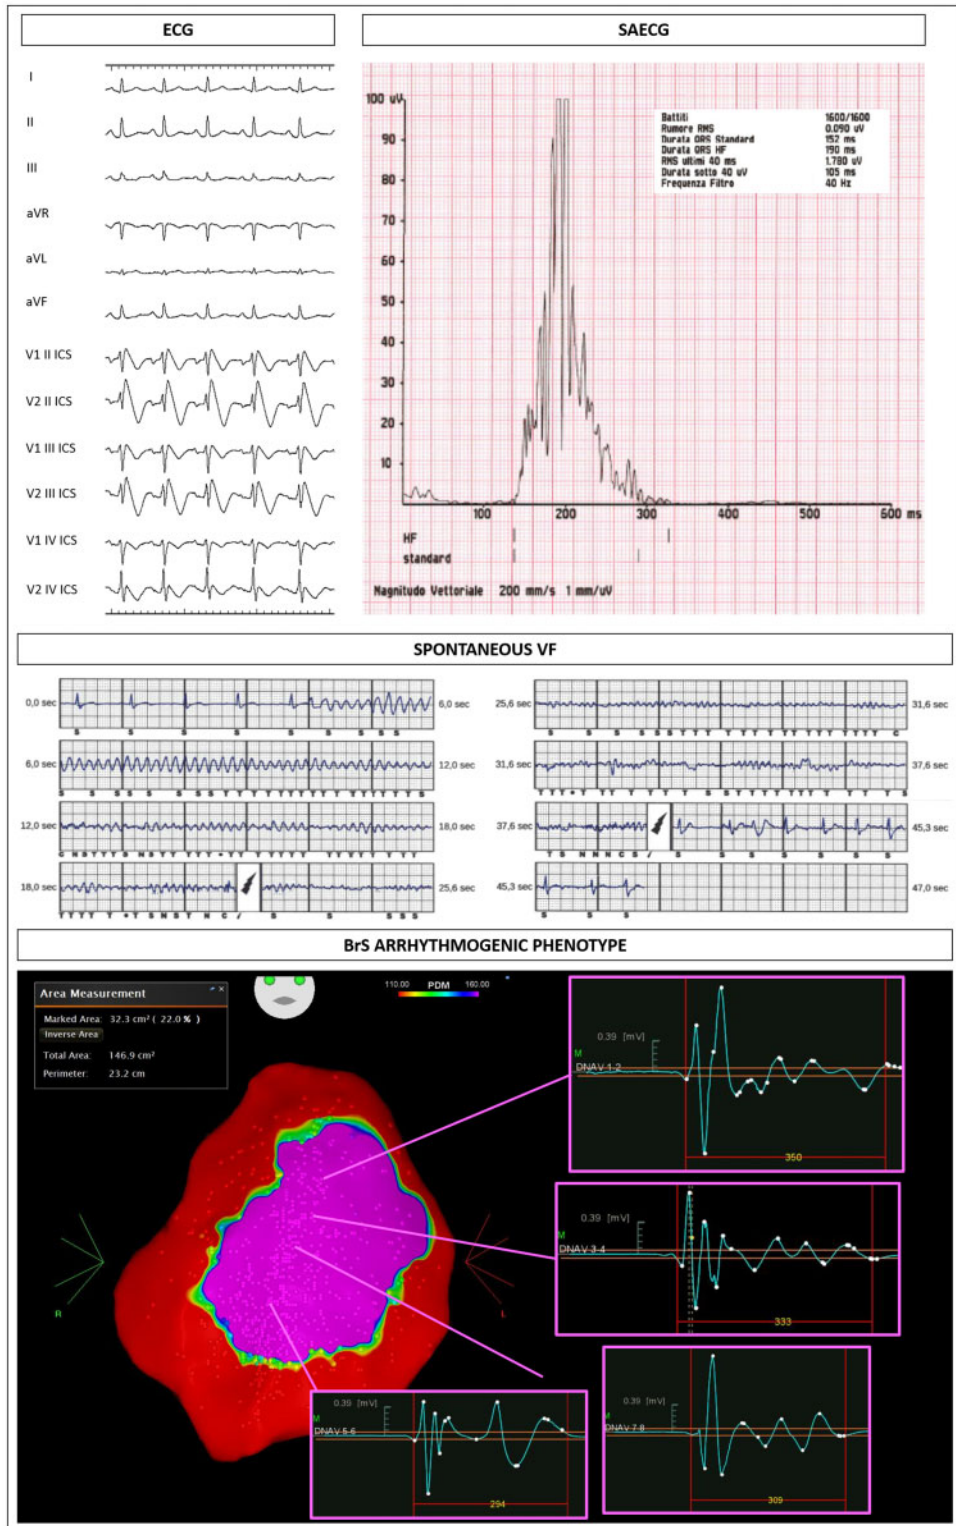 ECG
SAECG
I
II
III
aVR
aVL
aVF
V1 II ICS
V2 II ICS
V1 III ICS
V2 III ICS
V1 IV ICS
V2 IV ICS
100 uV
90
80
70
60
50
40
30
20
10
100 200 300 400 500 600 ms
HF
standard
Magnitudo Vettoriale 200 mm/s 1 mm/uV
Battiti 1600/1600
Rumore RMS 0.090 uV
Durata QRS Standard 152 ms
Durata QRS HF 190 ms
RMS ultimi 40 ms 1.780 uV
Durata sotto 40 uV 105 ms
Frequenza Filtro 40 Hz
SPONTANEOUS VF
0,0 sec 6,0 sec
S S S S S S S S S
6,0 sec 12,0 sec
12,0 sec 18,0 sec
18,0 sec 25,6 sec
25,6 sec 31,6 sec
31,6 sec 37,6 sec
37,6 sec 45,3 sec
45,3 sec 47,0 sec
S S S
BrS ARRHYTHMOGENIC PHENOTYPE
Area Measurement
Marked Area: 32.3 cm² ( 22.0 % )
Inverse Area
Total Area: 146.9 cm²
Perimeter: 23.2 cm
110.00 PDM 160.00
R
L
0.39 [mV]
M
DNAV 1-2
350
0.39 [mV]
M
DNAV 3-4
333
0.39 [mV]
M
DNAV 5-6
294
0.39 [mV]
M
DNAV 7-8
309